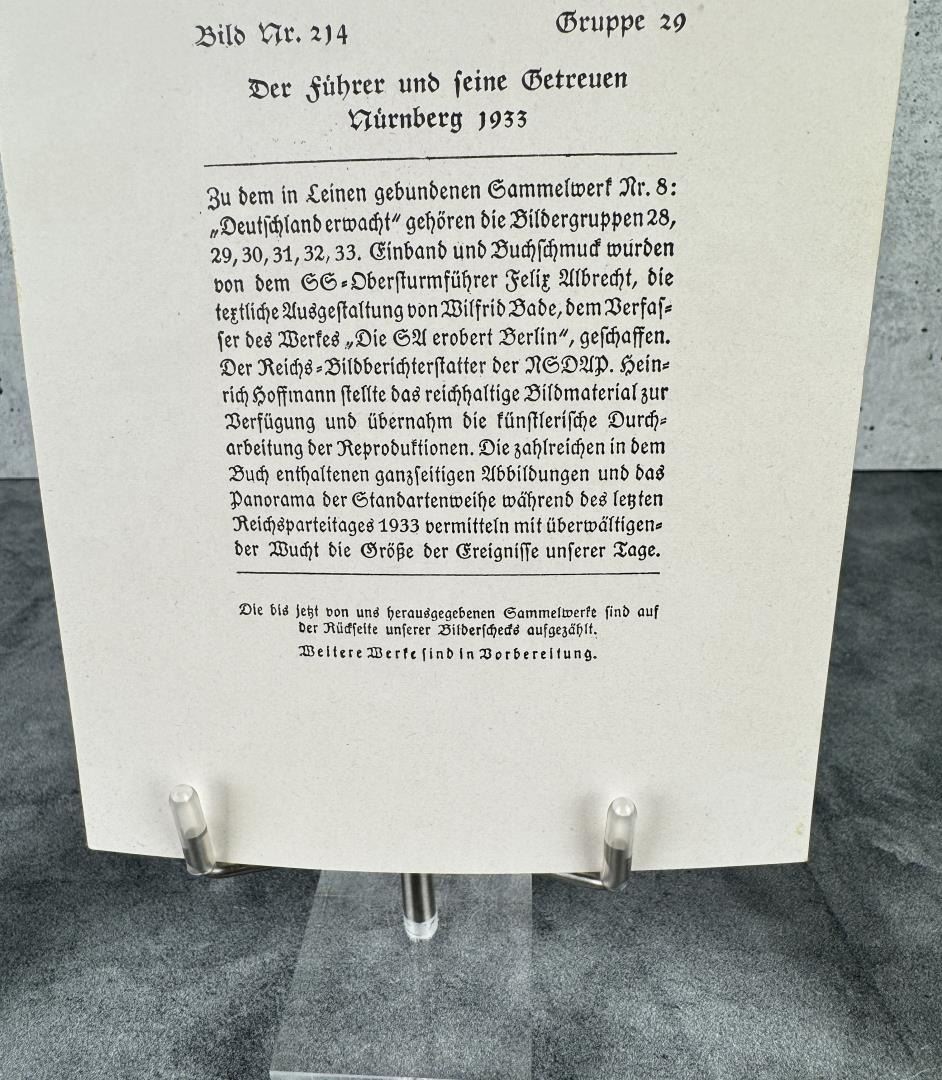 Bild Nr. 214 Gruppe 29
Der Führer und seine Getreuen
Nürnberg 1933
Zu dem in Leinen gebundenen Sammelwerk Nr. 8:
„Deutschland erwacht“ gehören die Bildergruppen 28,
29, 30, 31, 32, 33. Einband und Buchschmuck wurden
von dem SS-Obersturmführer Felix Albrecht, die
textliche Ausgestaltung von Wilfrid Bade, dem Verfas-
ser des Werkes „Die SA erobert Berlin“, geschaffen.
Der Reichs-Bildberichterstatter der NSDAP. Hein-
rich Hoffmann stellte das reichhaltige Bildmaterial zur
Verfügung und übernahm die künstlerische Durch-
arbeitung der Reproduktionen. Die zahlreichen in dem
Buch enthaltenen ganzseitigen Abbildungen und das
Panorama der Standartenweihe während des letzten
Reichsparteitages 1933 vermitteln mit überwältigen-
der Wucht die Größe der Ereignisse unserer Tage.
Die bis jetzt von uns herausgegebenen Sammelwerke sind auf
der Rückseite unserer Bilderschecks aufgezählt.
Weitere Werke sind in Vorbereitung.